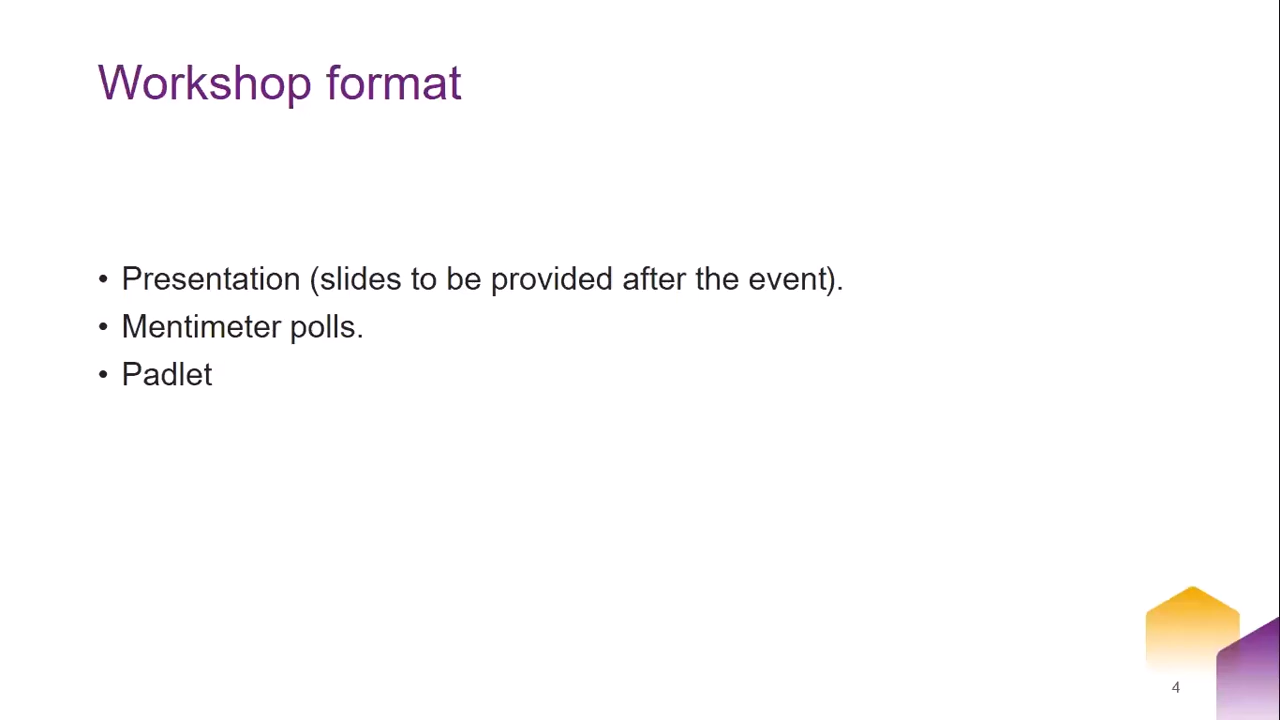 Workshop format
• Presentation (slides to be provided after the event).
• Mentimeter polls.
• Padlet
4